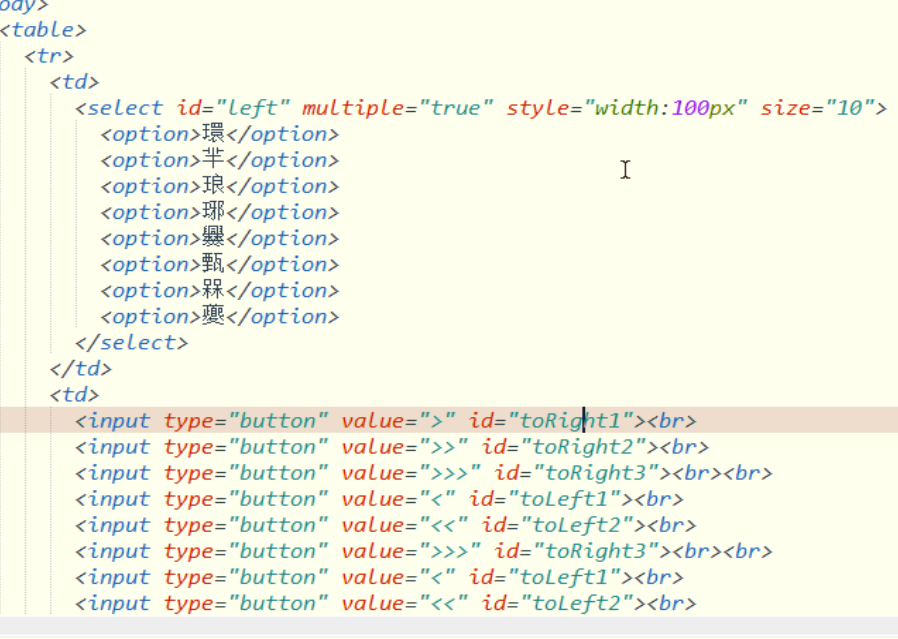 ody>
<table>
<tr>
<td>
<select id="left" multiple="true" style="width:100px" size="10">
<option>環</option>
<option>芈</option>
<option>琅</option>
<option>琊</option>
<option>爨</option>
<option>甄</option>
<option>槑</option>
<option>夔</option>
</select>
</td>
<td>
<input type="button" value=">" id="toRight1"><br>
<input type="button" value=">>" id="toRight2"><br>
<input type="button" value=">>>" id="toRight3"><br><br>
<input type="button" value="<" id="toLeft1"><br>
<input type="button" value="<<" id="toLeft2"><br>
<input type="button" value=">>>" id="toRight3"><br><br>
<input type="button" value="<" id="toLeft1"><br>
<input type="button" value="<<" id="toLeft2"><br>